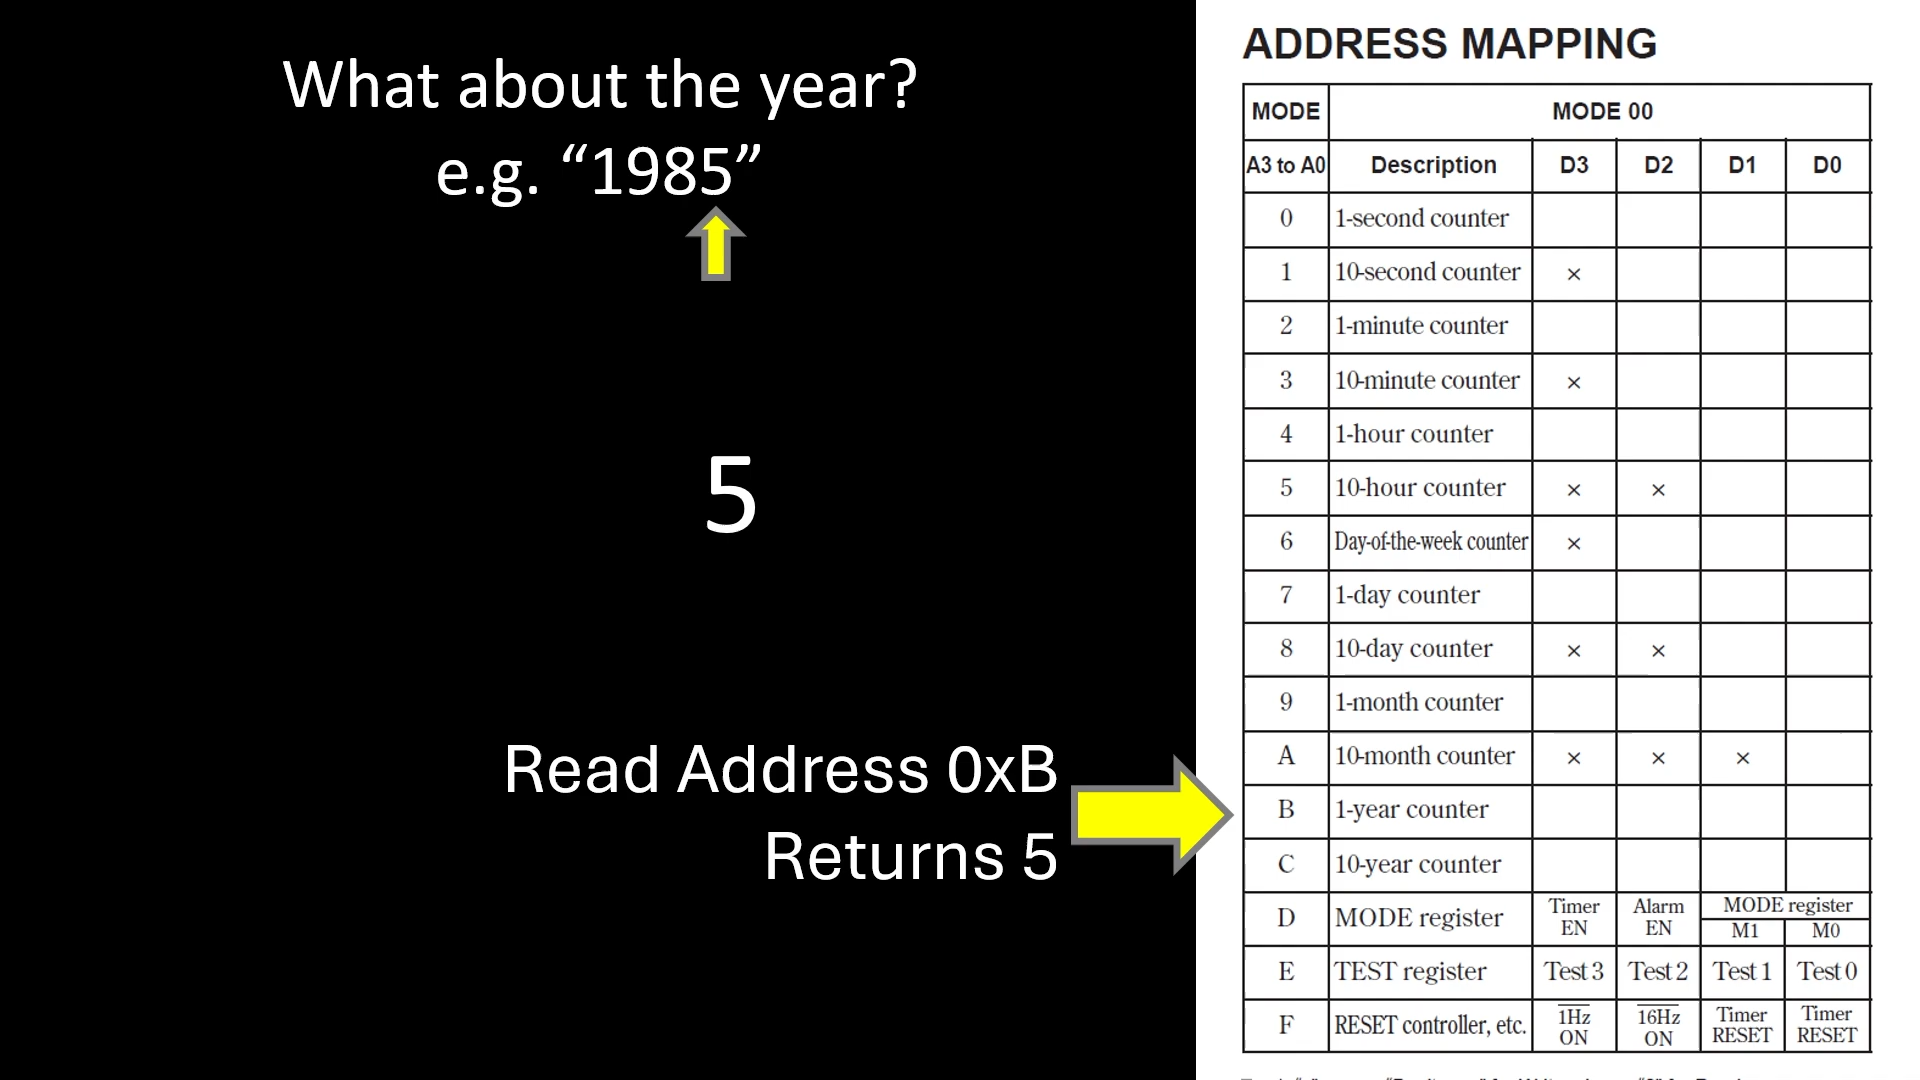 What about the year?
e.g. “1985”
5
Read Address 0xB
Returns 5
ADDRESS MAPPING
MODE MODE 00
A3 to A0 Description D3 D2 D1 D0
0 1-second counter
1 10-second counter ×
2 1-minute counter
3 10-minute counter ×
4 1-hour counter
5 10-hour counter × ×
6 Day-of-the-week counter ×
7 1-day counter
8 10-day counter × ×
9 1-month counter
A 10-month counter × × ×
B 1-year counter
C 10-year counter
D MODE register Timer EN Alarm EN MODE register M1 M0
E TEST register Test 3 Test 2 Test 1 Test 0
F RESET controller, etc. 1Hz ON 16Hz ON Timer RESET Timer RESET